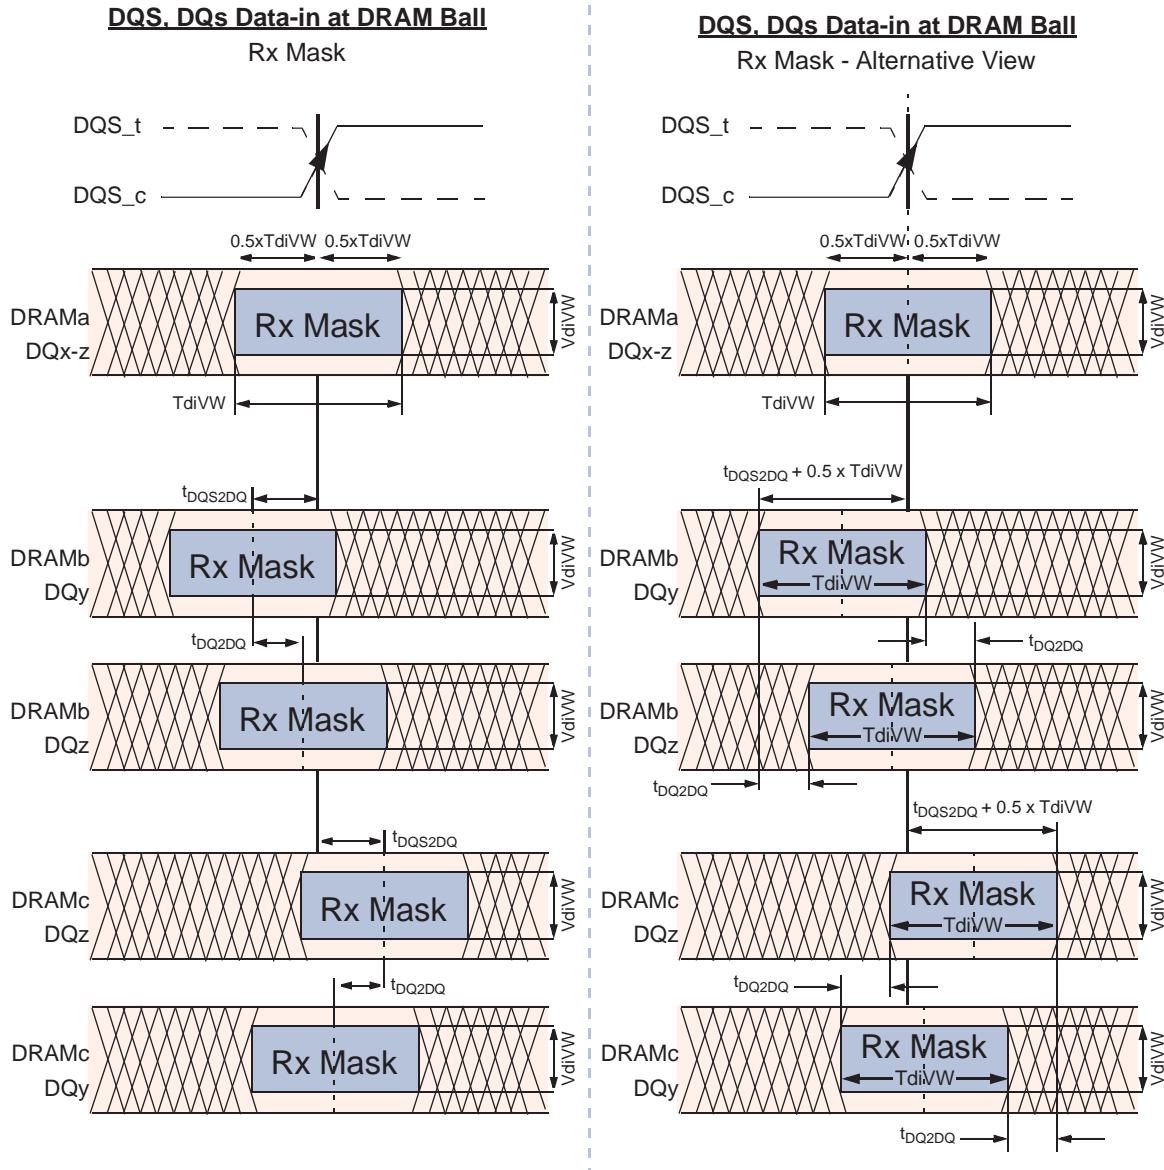 DQS, DQs Data-in at DRAM Ball
Rx Mask
DQS_t
DQS_c
0.5xTdiVW 0.5xTdiVW
DRAMa
DQx-z
Rx Mask
VdiVW
TdiVW
tDQS2DQ
DRAMb
DQy
Rx Mask
VdiVW
tDQ2DQ
DRAMb
DQz
Rx Mask
VdiVW
tDQS2DQ
DRAMc
DQz
Rx Mask
VdiVW
tDQ2DQ
DRAMc
DQy
Rx Mask
VdiVW
DQS, DQs Data-in at DRAM Ball
Rx Mask - Alternative View
DQS_t
DQS_c
0.5xTdiVW 0.5xTdiVW
DRAMa
DQx-z
Rx Mask
VdiVW
TdiVW
tDQS2DQ + 0.5 x TdiVW
DRAMb
DQy
Rx Mask
TdiVW
VdiVW
tDQ2DQ
DRAMb
DQz
Rx Mask
TdiVW
VdiVW
tDQ2DQ
tDQS2DQ + 0.5 x TdiVW
DRAMc
DQz
Rx Mask
TdiVW
VdiVW
tDQ2DQ
DRAMc
DQy
Rx Mask
TdiVW
VdiVW
tDQ2DQ